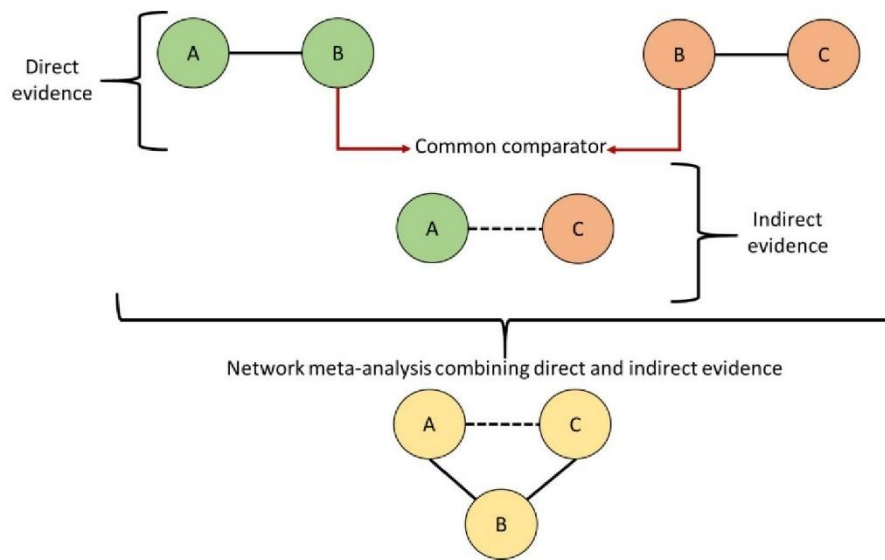 A
B
B
C
Direct
evidence
Common comparator
A
C
Indirect
evidence
Network meta-analysis combining direct and indirect evidence
A
C
B